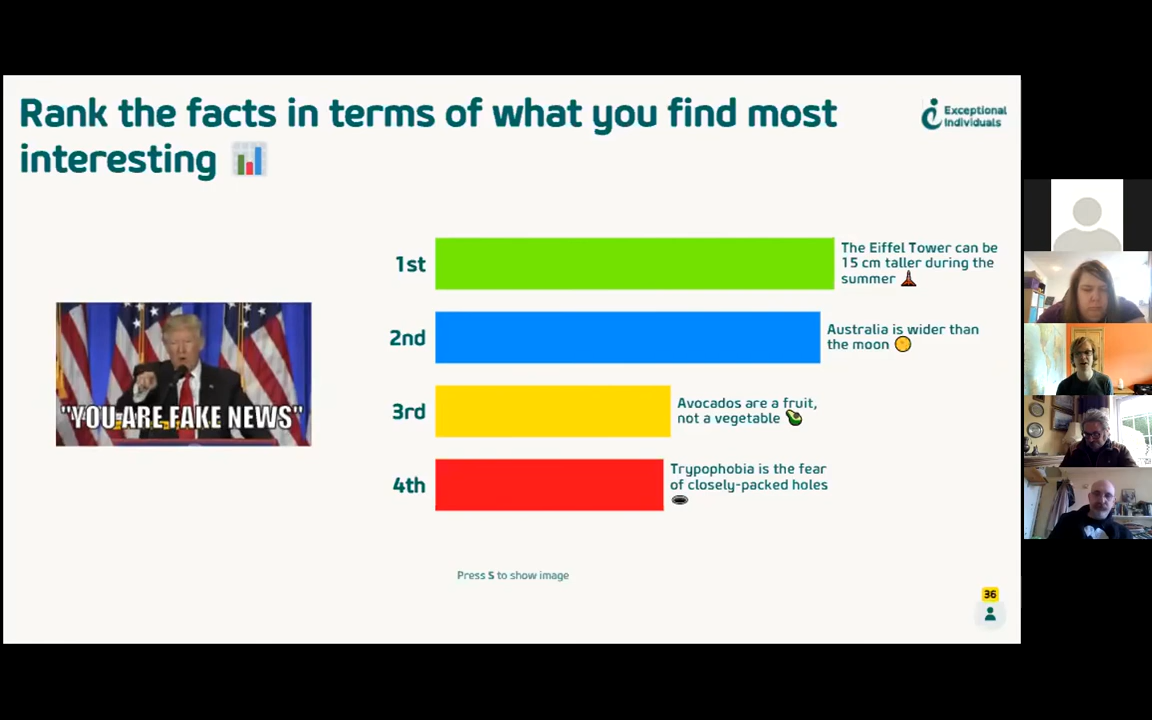 Rank the facts in terms of what you find most
interesting
Exceptional
Individuals
1st
The Eiffel Tower can be
15 cm taller during the
summer
2nd
Australia is wider than
the moon
3rd
Avocados are a fruit,
not a vegetable
4th
Trypophobia is the fear
of closely-packed holes
"YOU ARE FAKE NEWS"
Press S to show image
36